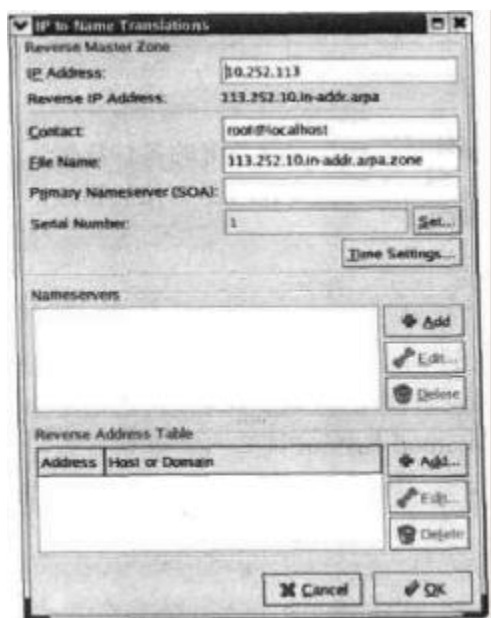 IP to Name Translations
Reverse Master Zone
IP Address: 10.252.113
Reverse IP Address: 113.252.10.in-addr.arpa
Contact: root@localhost
File Name: 113.252.10.in-addr.arpa.zone
Primary Nameserver (SOA):
Serial Number: 1 Set...
Time Settings...
Nameservers
Add
Edit...
Delete
Reverse Address Table
Address Host or Domain
Add...
Edit...
Delete
Cancel OK